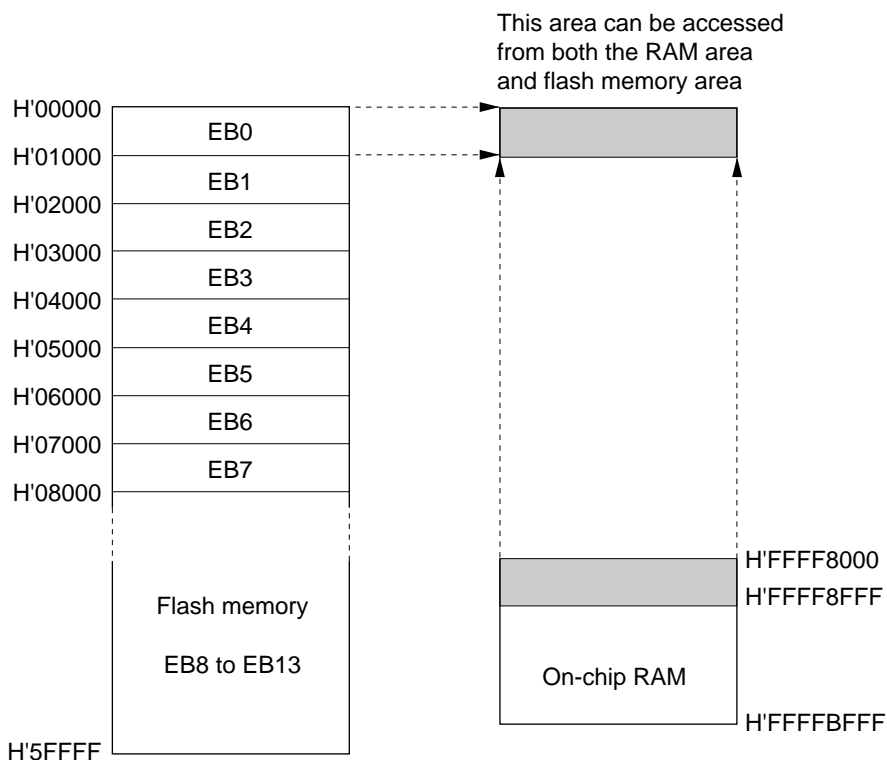 This area can be accessed
from both the RAM area
and flash memory area
H'00000
EB0
H'01000
EB1
H'02000
EB2
H'03000
EB3
H'04000
EB4
H'05000
EB5
H'06000
EB6
H'07000
EB7
H'08000
Flash memory
EB8 to EB13
H'5FFFF
H'FFFF8000
H'FFFF8FFF
On-chip RAM
H'FFFFBFFF